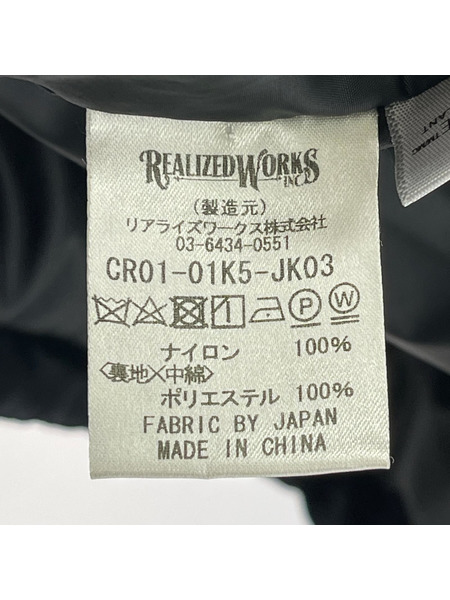 REALIZED WORKS
INC.
(製造元)
リアライズワークス株式会社
03-6434-0551
CR01-01K5-JK03
ナイロン 100%
<裏地×中綿>
ポリエステル 100%
FABRIC BY JAPAN
MADE IN CHINA